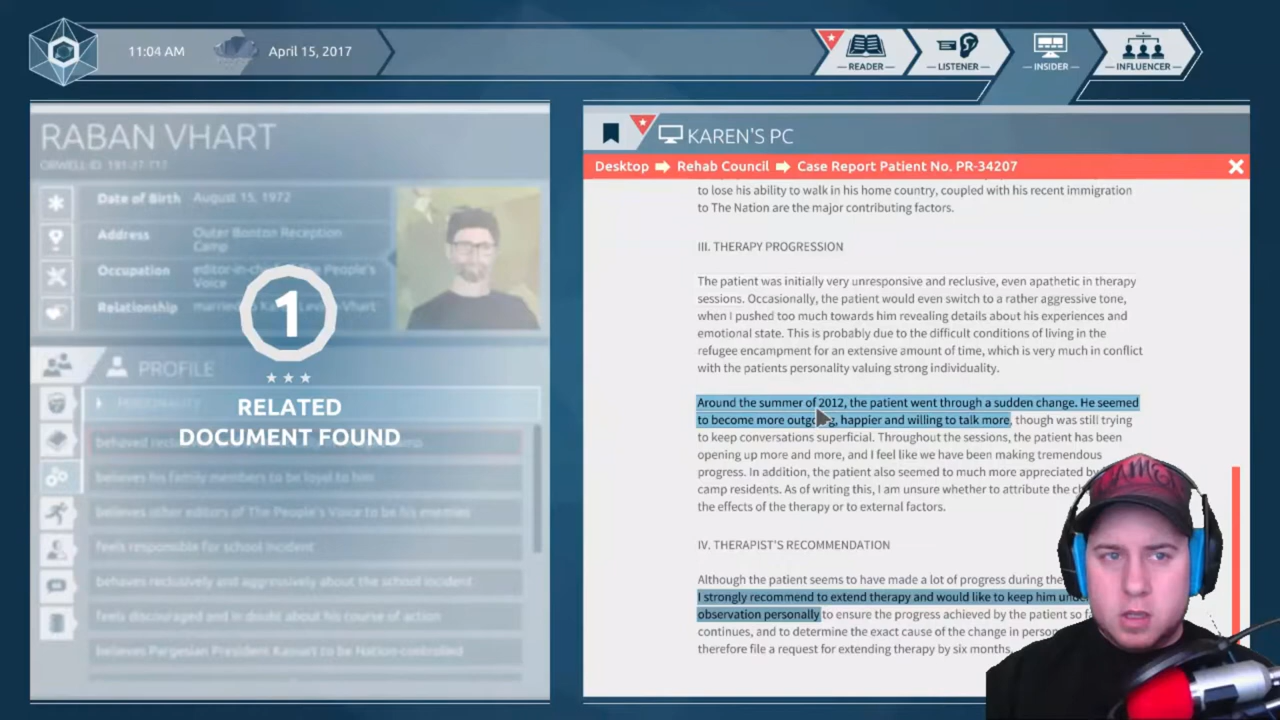 11:04 AM
April 15, 2017
READER
LISTENER
INSIDER
INFLUENCER
RABAN VHART
ORWELL ID
Date of Birth August 15, 1972
Address Outer Bonton Reception
Camp
Occupation editor-in-chief The People's
Voice
Relationship
PROFILE
1
RELATED
DOCUMENT FOUND
believes his family members to be loyal to him
believes other editors of The People's Voice to be his enemies
feels responsible for school incident
behaves reclusively and aggressively about the school incident
feels discouraged and in doubt about his course of action
believes Pargesian President Kassart to be Nation-controlled
KAREN'S PC
Desktop Rehab Council Case Report Patient No. PR-34207
to lose his ability to walk in his home country, coupled with his recent immigration
to The Nation are the major contributing factors.
III. THERAPY PROGRESSION
The patient was initially very unresponsive and reclusive, even apathetic in therapy
sessions. Occasionally, the patient would even switch to a rather aggressive tone,
when I pushed too much towards him revealing details about his experiences and
emotional state. This is probably due to the difficult conditions of living in the
refugee encampment for an extensive amount of time, which is very much in conflict
with the patients personality valuing strong individuality.
Around the summer of 2012, the patient went through a sudden change. He seemed
to become more outgoing, happier and willing to talk more, though was still trying
to keep conversations superficial. Throughout the sessions, the patient has been
opening up more and more, and I feel like we have been making tremendous
progress. In addition, the patient also seemed to much more appreciated by
camp residents. As of writing this, I am unsure whether to attribute the
the effects of the therapy or to external factors.
IV. THERAPIST'S RECOMMENDATION
Although the patient seems to have made a lot of progress during the
I strongly recommend to extend therapy and would like to keep him
observation personally to ensure the progress achieved by the patient so
continues, and to determine the exact cause of the change in
therefore file a request for extending therapy by six months.